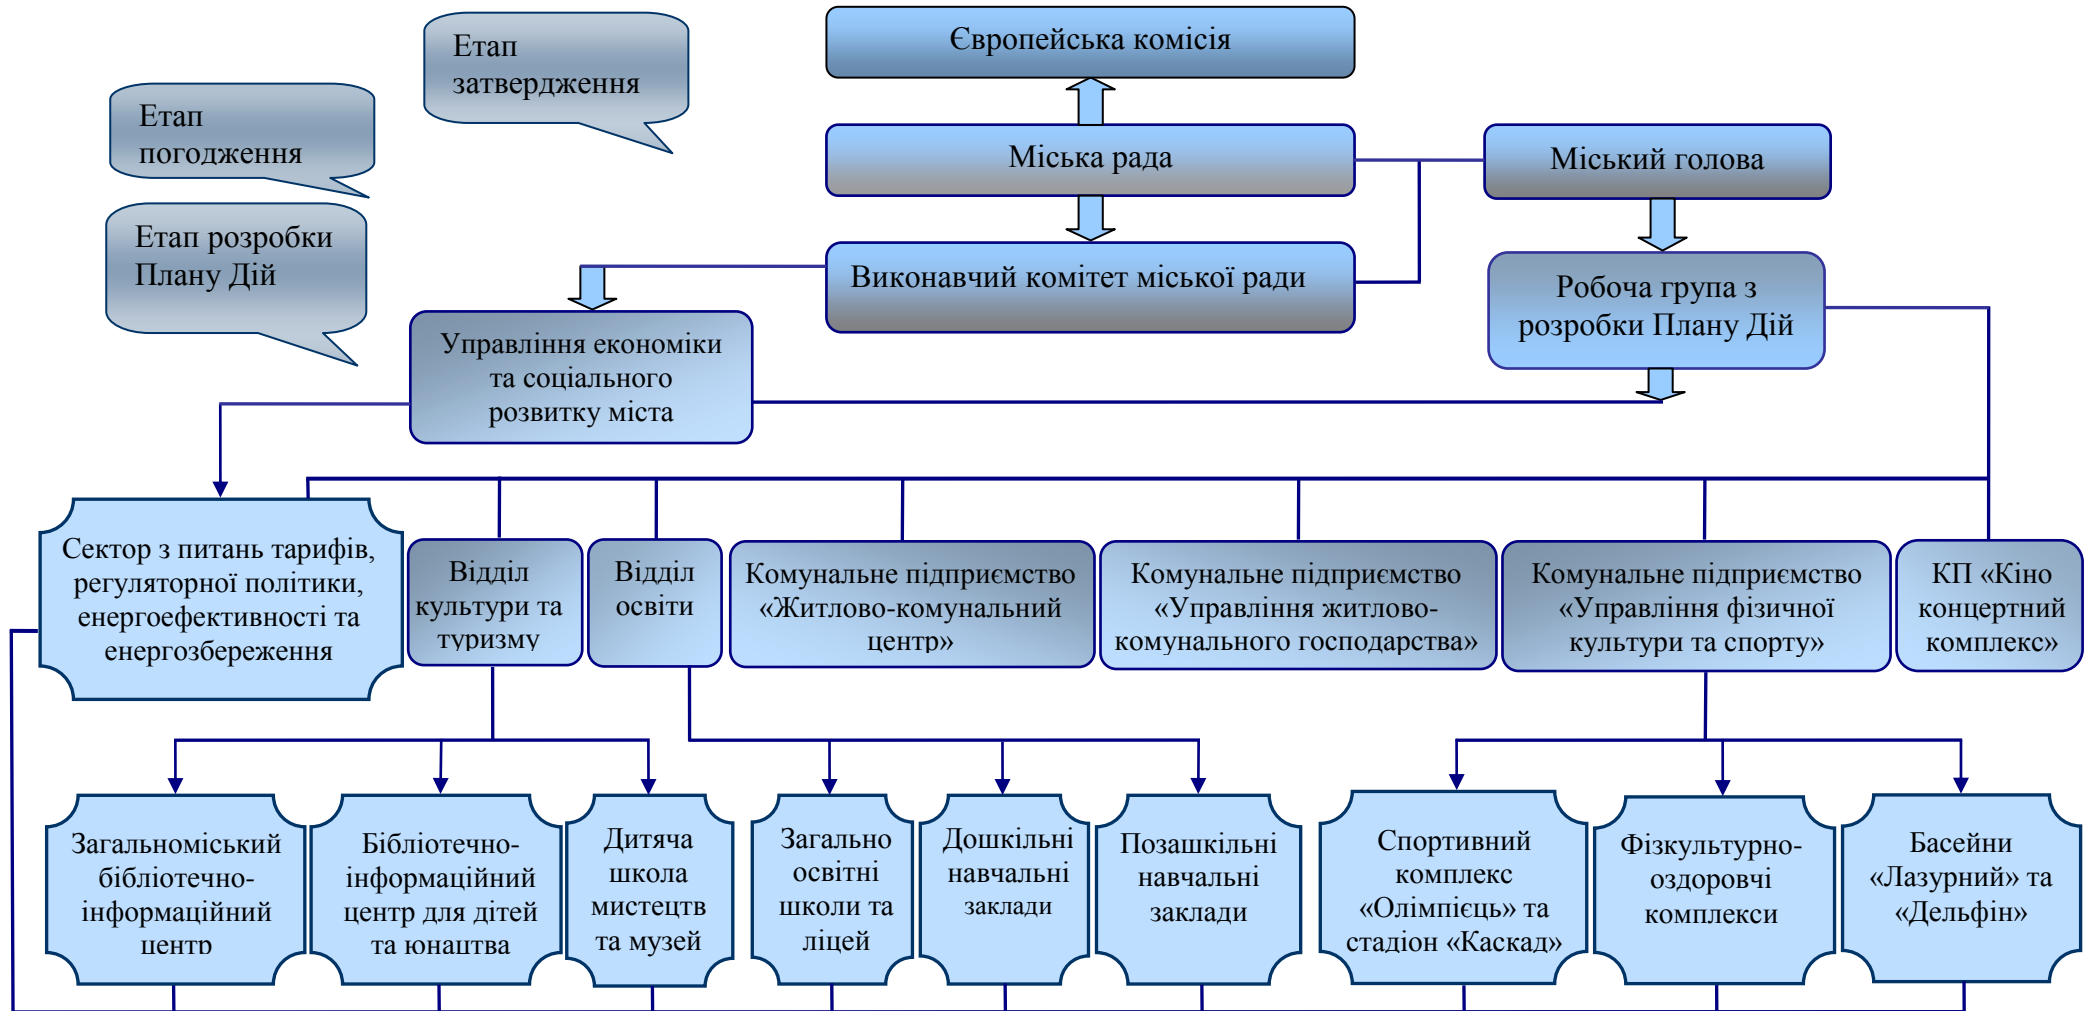 Європейська комісія
Етап
затвердження
Етап
погодження
Міська рада
Міський голова
Етап розробки
Плану Дій
Виконавчий комітет міської ради
Робоча група з
розробки Плану Дій
Управління економіки
та соціального
розвитку міста
Сектор з питань тарифів,
регуляторної політики,
енергоефективності та
енергозбереження
Відділ
культури та
туризму
Відділ
освіти
Комунальне підприємство
«Житлово-комунальний
центр»
Комунальне підприємство
«Управління житлово-
комунального господарства»
Комунальне підприємство
«Управління фізичної
культури та спорту»
КП «Кіно
концертний
комплекс»
Загальноміський
бібліотечно-
інформаційний
центр
Бібліотечно-
інформаційний
центр для дітей
та юнаштва
Дитяча
школа
мистецтв
та музей
Загально
освітні
школи та
ліцей
Дошкільні
навчальні
заклади
Позашкільні
навчальні
заклади
Спортивний
комплекс
«Олімпієць» та
стадіон «Каскад»
Фізкультурно-
оздоровчі
комплекси
Басейни
«Лазурний» та
«Дельфін»